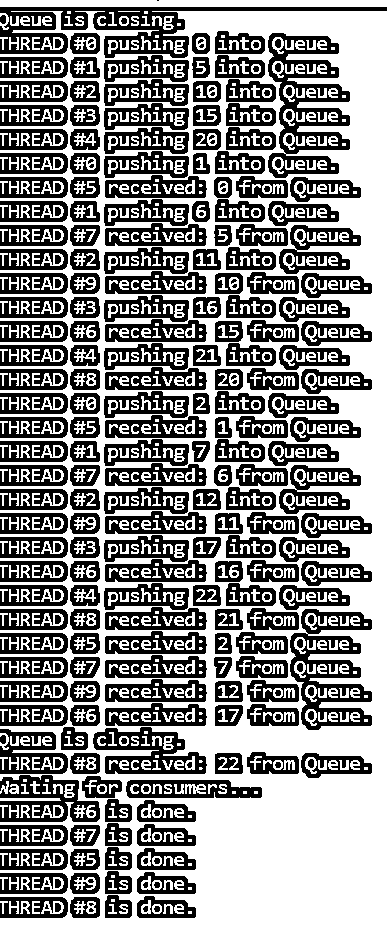 Queue is closing.
THREAD #0 pushing 0 into Queue.
THREAD #1 pushing 5 into Queue.
THREAD #2 pushing 10 into Queue.
THREAD #3 pushing 15 into Queue.
THREAD #4 pushing 20 into Queue.
THREAD #0 pushing 1 into Queue.
THREAD #5 received: 0 from Queue.
THREAD #1 pushing 6 into Queue.
THREAD #7 received: 5 from Queue.
THREAD #2 pushing 11 into Queue.
THREAD #9 received: 10 from Queue.
THREAD #3 pushing 16 into Queue.
THREAD #6 received: 15 from Queue.
THREAD #4 pushing 21 into Queue.
THREAD #8 received: 20 from Queue.
THREAD #0 pushing 2 into Queue.
THREAD #5 received: 1 from Queue.
THREAD #1 pushing 7 into Queue.
THREAD #7 received: 6 from Queue.
THREAD #2 pushing 12 into Queue.
THREAD #9 received: 11 from Queue.
THREAD #3 pushing 17 into Queue.
THREAD #6 received: 16 from Queue.
THREAD #4 pushing 22 into Queue.
THREAD #8 received: 21 from Queue.
THREAD #5 received: 2 from Queue.
THREAD #7 received: 7 from Queue.
THREAD #9 received: 12 from Queue.
THREAD #6 received: 17 from Queue.
Queue is closing.
THREAD #8 received: 22 from Queue.
Waiting for consumers...
THREAD #6 is done.
THREAD #7 is done.
THREAD #5 is done.
THREAD #9 is done.
THREAD #8 is done.